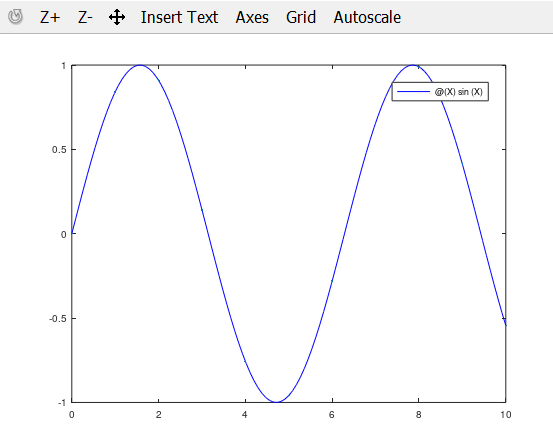 Z+ Z- Insert Text Axes Grid Autoscale
1
@(X) sin (X)
0.5
0
-0.5
-1
0 2 4 6 8 10